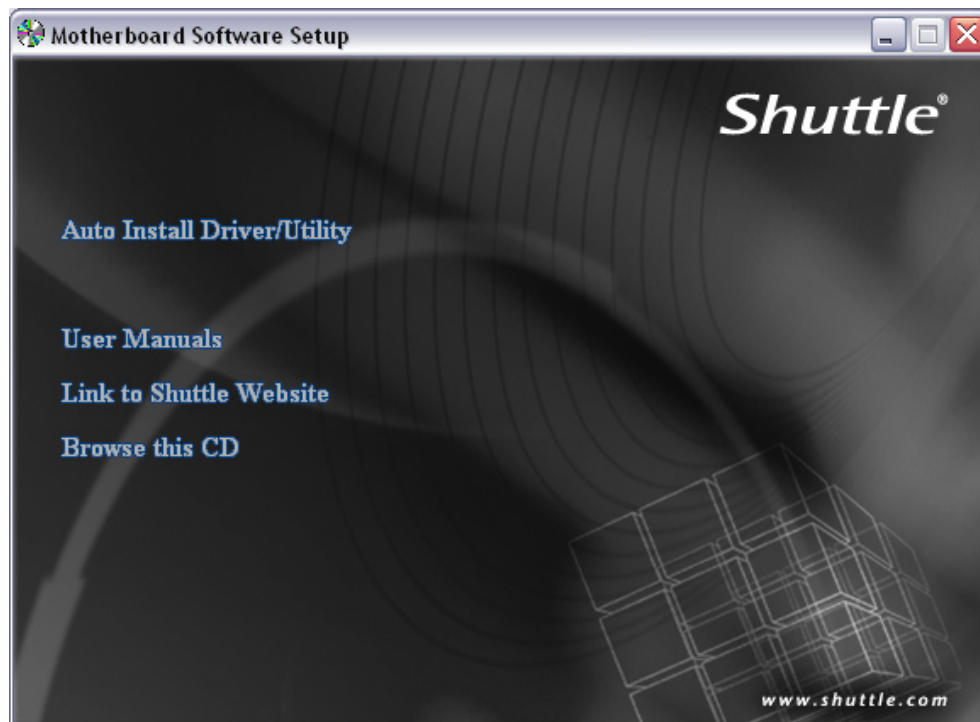 Motherboard Software Setup
Shuttle®
Auto Install Driver/Utility
User Manuals
Link to Shuttle Website
Browse this CD
www.shuttle.com